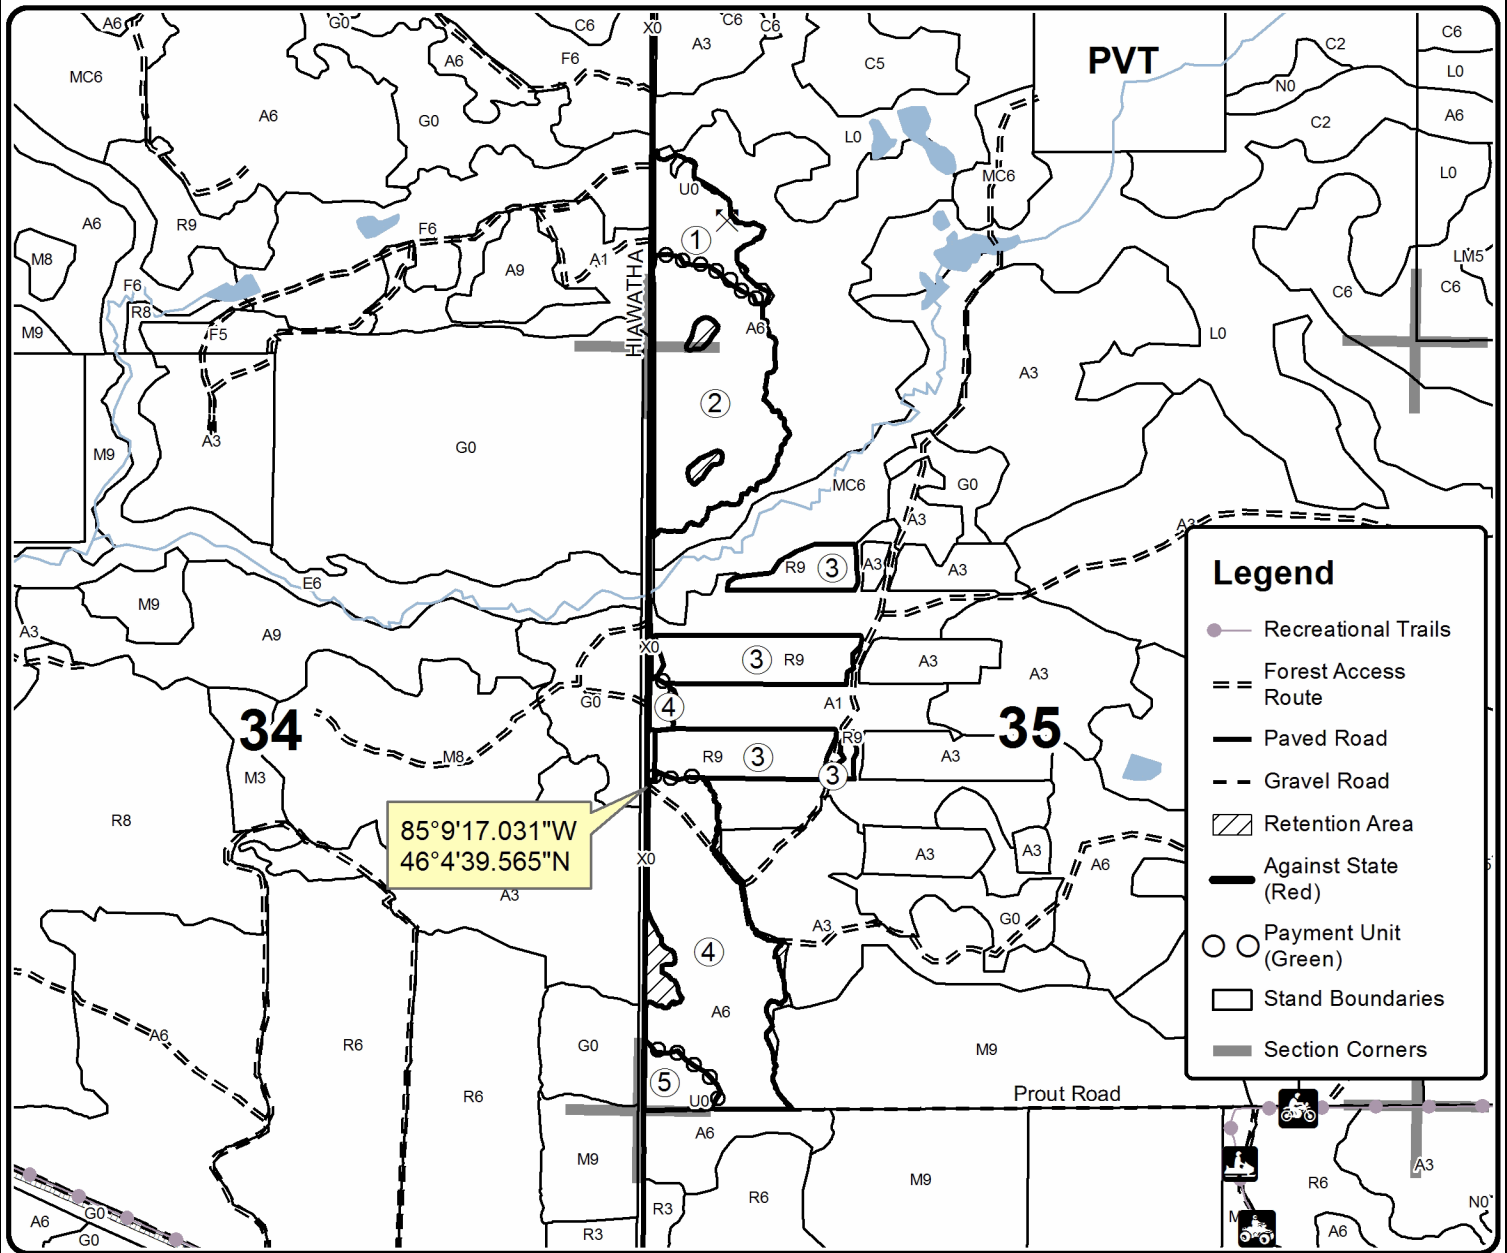 A6
G0
C6
X0
C6
C6
C2
C6
A3
PVT
MC6
A6
F6
C5
L0
N0
A6
G0
L0
C2
A6
MC6
L0
U0
A6
R9
F6
1
M8
A9
A1
HIAWATHA
LM5
F6
C6
C6
R8
M9
F5
A6
L0
A3
2
A3
G0
M9
MC6
G0
A3
A3
R9
3
A3
A3
E6
M9
A3
A9
X0
3
R9
A3
A3
G0
4
A1
34
35
M8
R9
3
R9
A3
M3
3
R8
85°9'17.031"W
46°4'39.565"N
X0
A3
A3
A6
A3
A3
G0
4
A6
A6
R6
G0
M9
5
U0
R6
Prout Road
A6
M9
R6
M9
R3
R3
R6
A3
N0
A6
G0
A6
G0
Legend
Recreational Trails
Forest Access
Route
Paved Road
Gravel Road
Retention Area
Against State
(Red)
Payment Unit
(Green)
Stand Boundaries
Section Corners